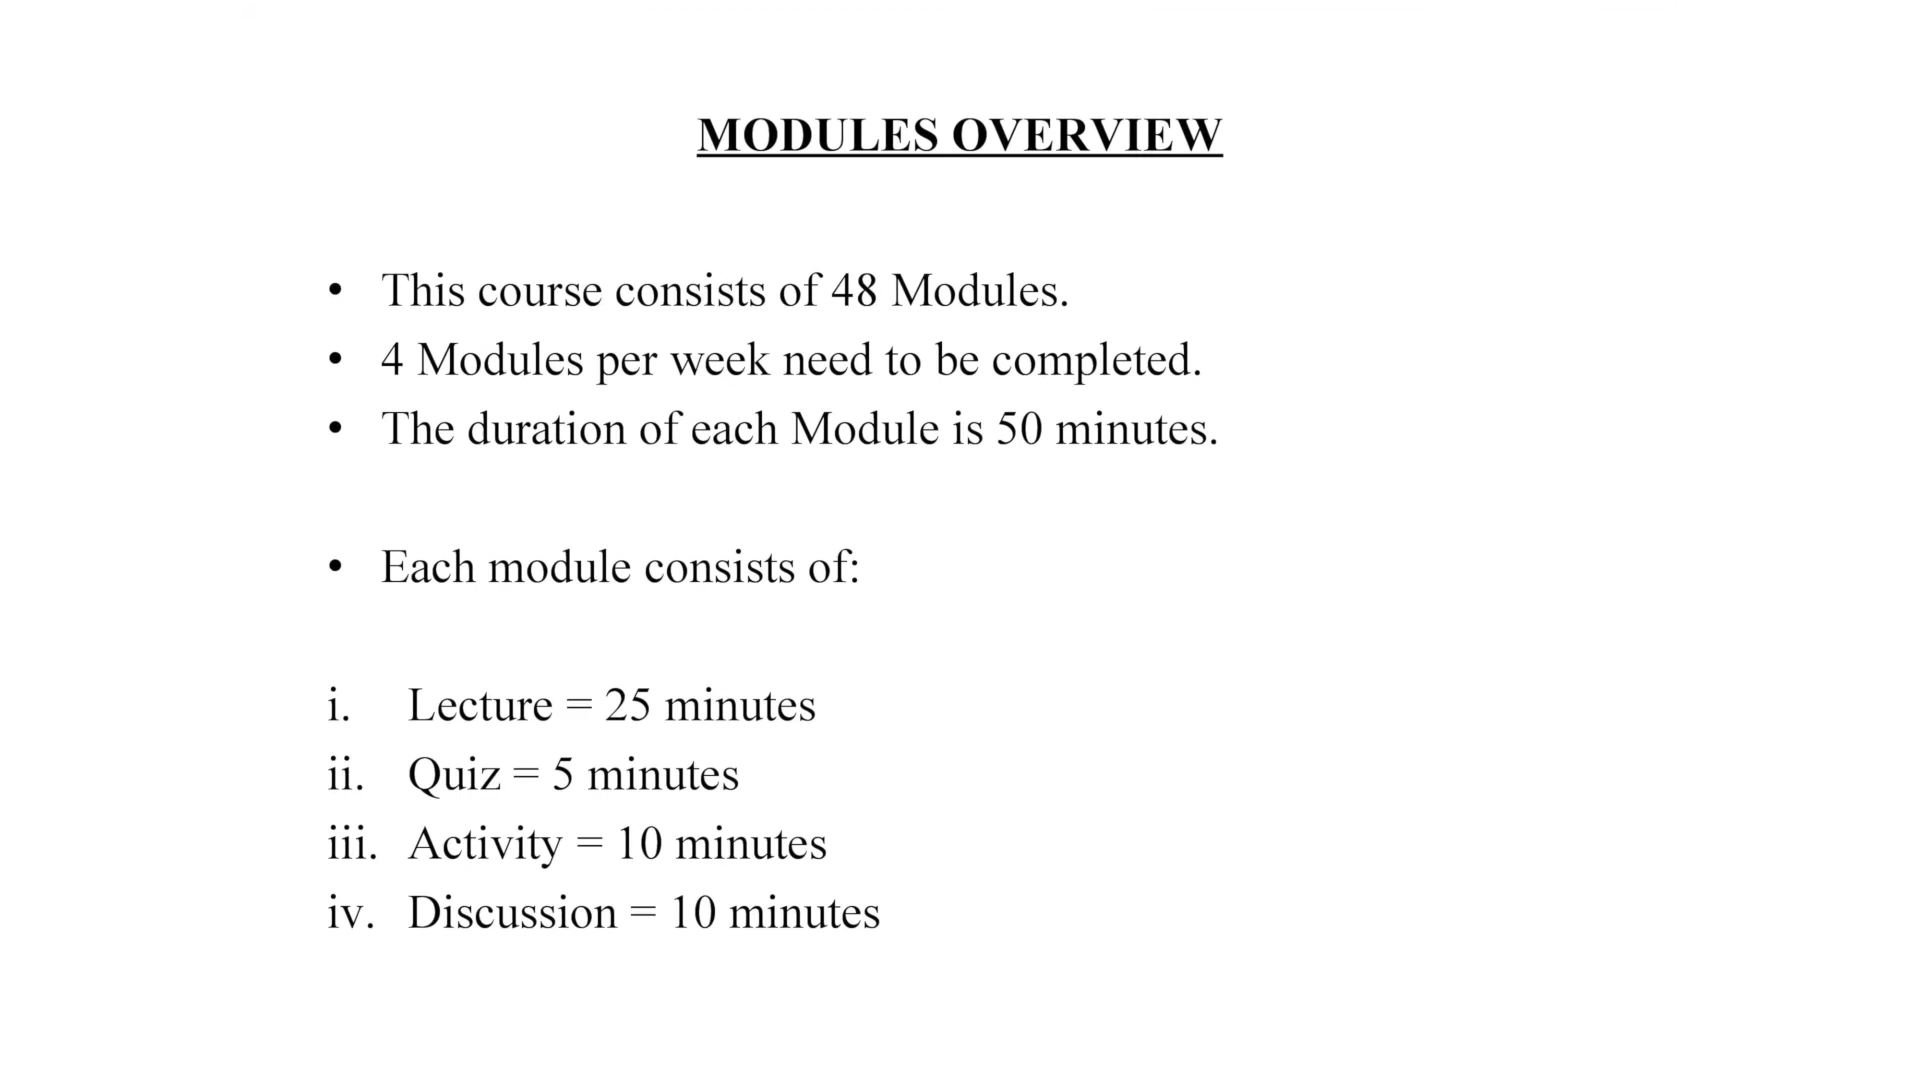 MODULES OVERVIEW
• This course consists of 48 Modules.
• 4 Modules per week need to be completed.
• The duration of each Module is 50 minutes.
• Each module consists of:
i. Lecture = 25 minutes
ii. Quiz = 5 minutes
iii. Activity = 10 minutes
iv. Discussion = 10 minutes